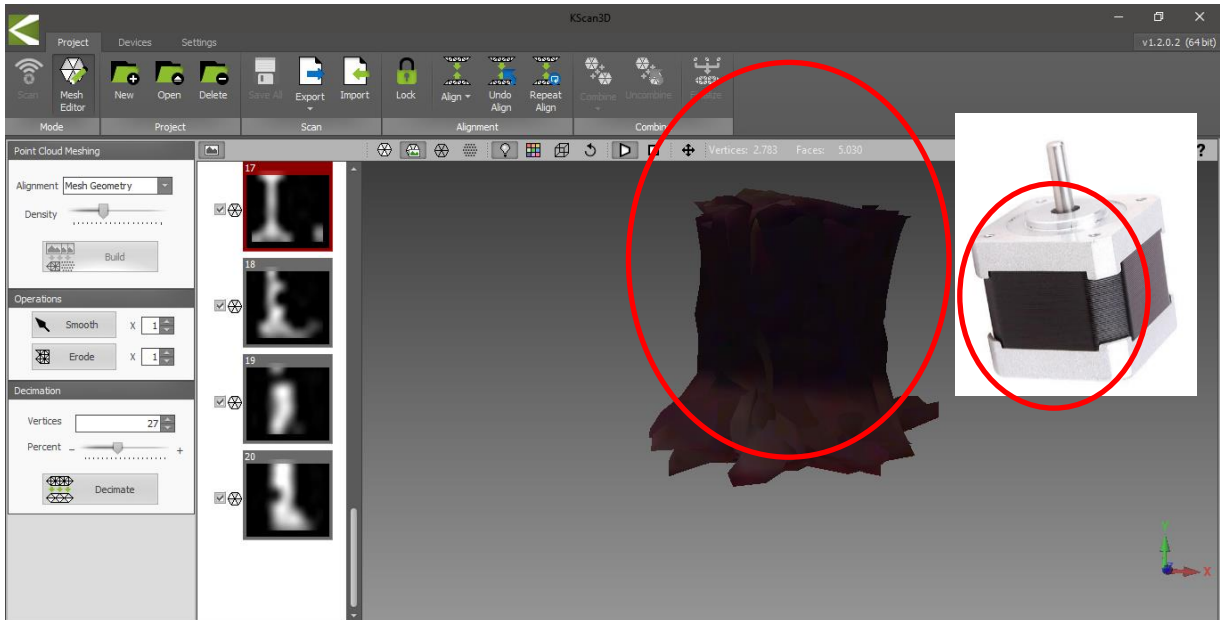 KScan3D
Project Devices Settings
v1.2.0.2 (64 bit)
Scan Mesh Editor New Open Delete Save All Export Import Lock Align Undo Align Repeat Align Combine Uncombine
Mode Project Scan Alignment Combin
Point Cloud Meshing
Vertices: 2.783 Faces: 5.030
?
17
Alignment Mesh Geometry
Density
Build
18
Operations
Smooth X 1
Erode X 1
19
Decimation
Vertices 27
Percent - +
20
Decimate
Y
X